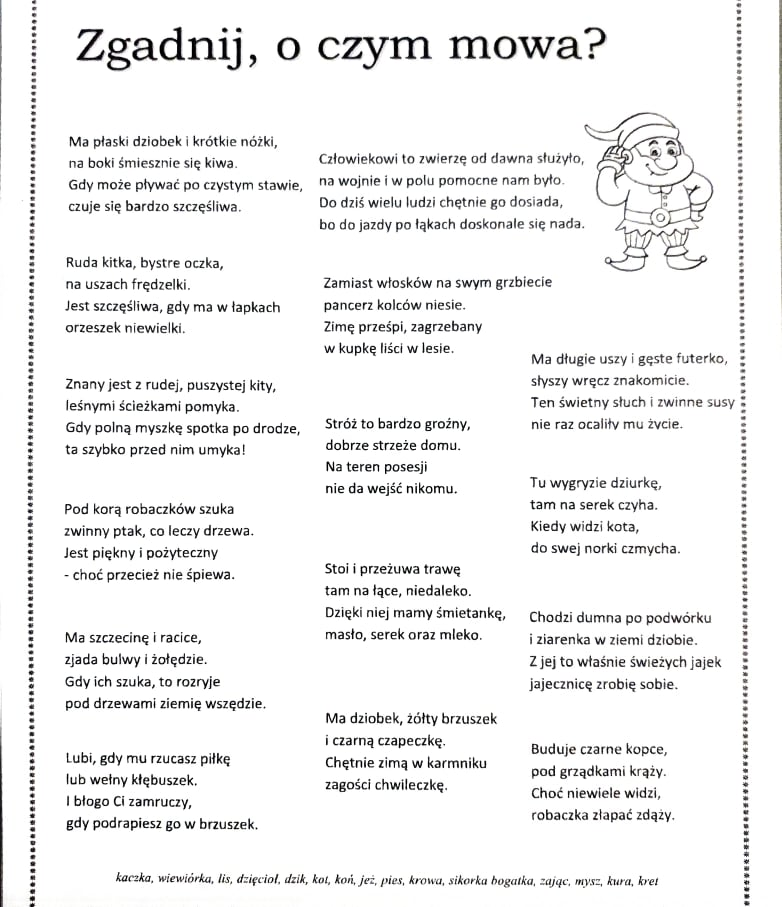 Zgadnij, o czym mowa?
Ma płaski dziobek i krótkie nóżki,
na boki śmiesznie się kiwa.
Gdy może pływać po czystym stawie,
czuje się bardzo szczęśliwa.
Ruda kitka, bystre oczka,
na uszach frędzelki.
Jest szczęśliwa, gdy ma w łapkach
orzeszek niewielki.
Znany jest z rudej, puszystej kity,
leśnymi ścieżkami pomyka.
Gdy polną myszkę spotka po drodze,
ta szybko przed nim umyka!
Pod korą robaczków szuka
zwinny ptak, co leczy drzewa.
Jest piękny i pożyteczny
- choć przecież nie śpiewa.
Ma szczecinę i racice,
zjada bulwy i żołędzie.
Gdy ich szuka, to rozryje
pod drzewami ziemię wszędzie.
Lubi, gdy mu rzucasz piłkę
lub wełny kłębuszek.
I błogo Ci zamruczy,
gdy podrapiesz go w brzuszek.
Człowiekowi to zwierzę od dawna służyło,
na wojnie i w polu pomocne nam było.
Do dziś wielu ludzi chętnie go dosiada,
bo do jazdy po łąkach doskonale się nada.
Zamiast włosków na swym grzbiecie
pancerz kolców niesie.
Zimę prześpi, zagrzebany
w kupkę liści w lesie.
Stróż to bardzo groźny,
dobrze strzeże domu.
Na teren posesji
nie da wejść nikomu.
Stoi i przeżuwa trawę
tam na łące, niedaleko.
Dzięki niej mamy śmietankę,
masło, serek oraz mleko.
Ma dziobek, żółty brzuszek
i czarną czapeczkę.
Chętnie zimą w karmniku
zagości chwileczkę.
Ma długie uszy i gęste futerko,
słyszy wręcz znakomicie.
Ten świetny słuch i zwinne susy
nie raz ocaliły mu życie.
Tu wygryzie dziurkę,
tam na serek czyha.
Kiedy widzi kota,
do swej norki czmycha.
Chodzi dumna po podwórku
i ziarenka w ziemi dziobie.
Z jej to właśnie świeżych jajek
jajecznicę zrobię sobie.
Buduje czarne kopce,
pod grządkami krąży.
Choć niewiele widzi,
robaczka złapać zdąży.
kaczka, wiewiórka, lis, dzięcioł, dzik, kot, koń, jeż, pies, krowa, sikorka bogatka, zając, mysz, kura, kret